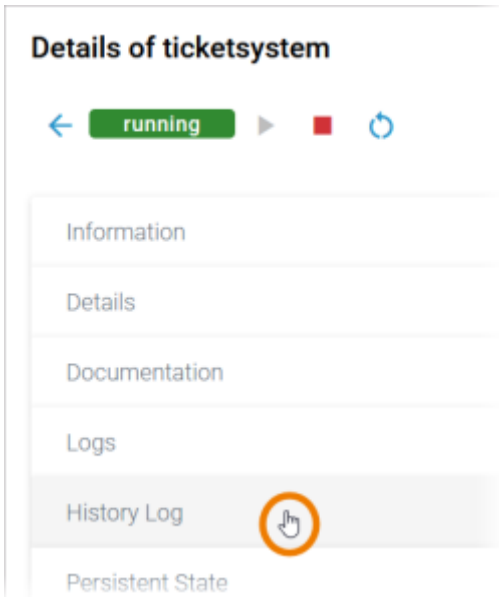 Details of ticketsystem
running
Information
Details
Documentation
Logs
History Log
Persistent State